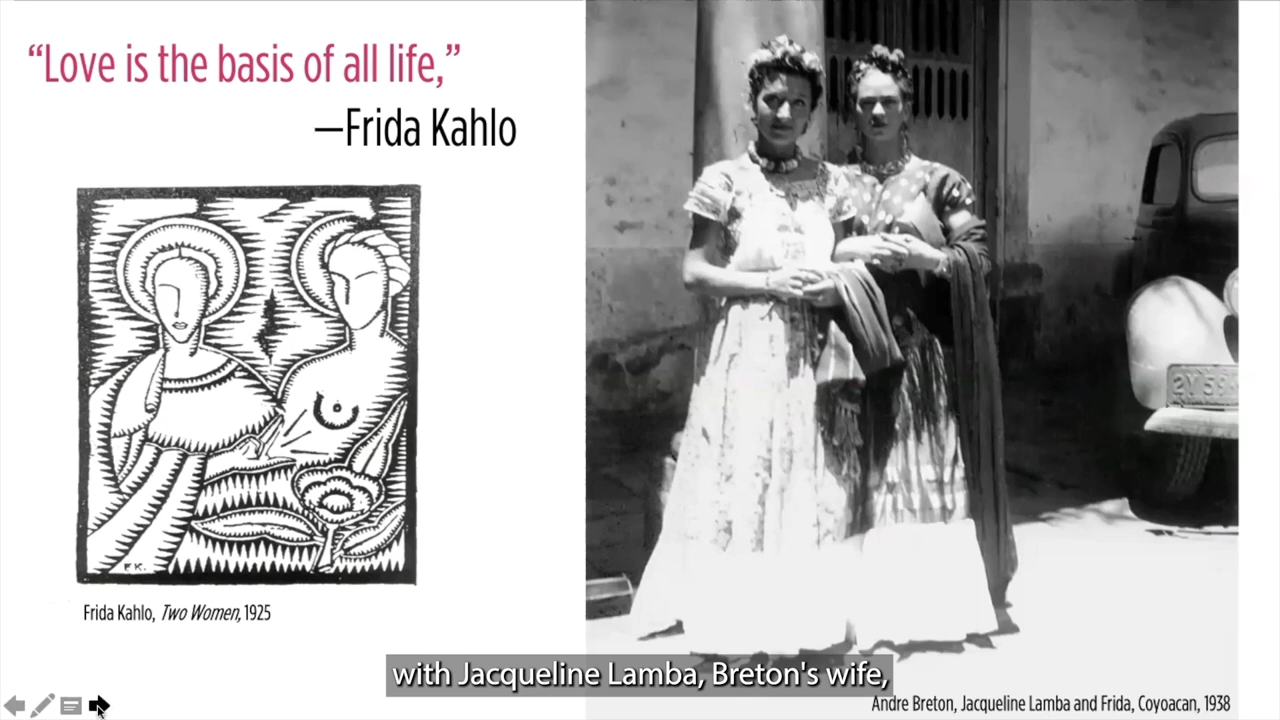 “Love is the basis of all life,”
—Frida Kahlo
F K.
Frida Kahlo, Two Women, 1925
with Jacqueline Lamba, Breton's wife,
Andre Breton, Jacqueline Lamba and Frida, Coyoacan, 1938